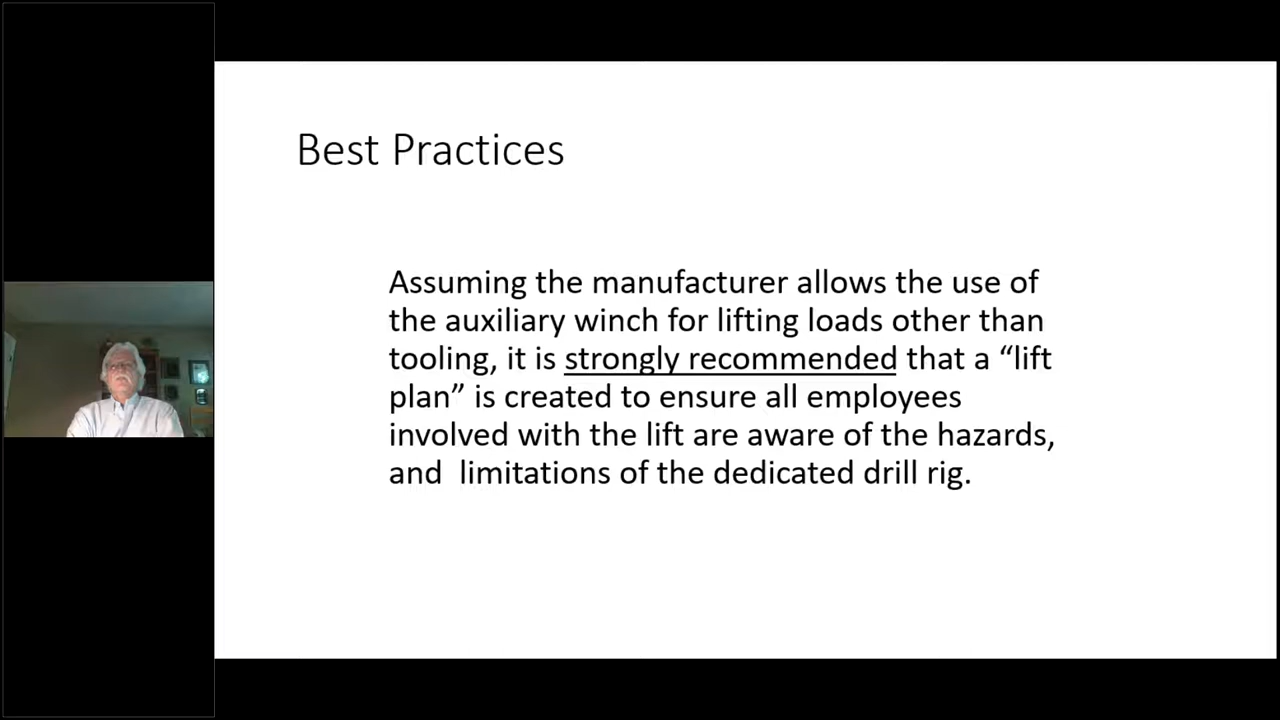 Best Practices
Assuming the manufacturer allows the use of
the auxiliary winch for lifting loads other than
tooling, it is strongly recommended that a “lift
plan” is created to ensure all employees
involved with the lift are aware of the hazards,
and  limitations of the dedicated drill rig.